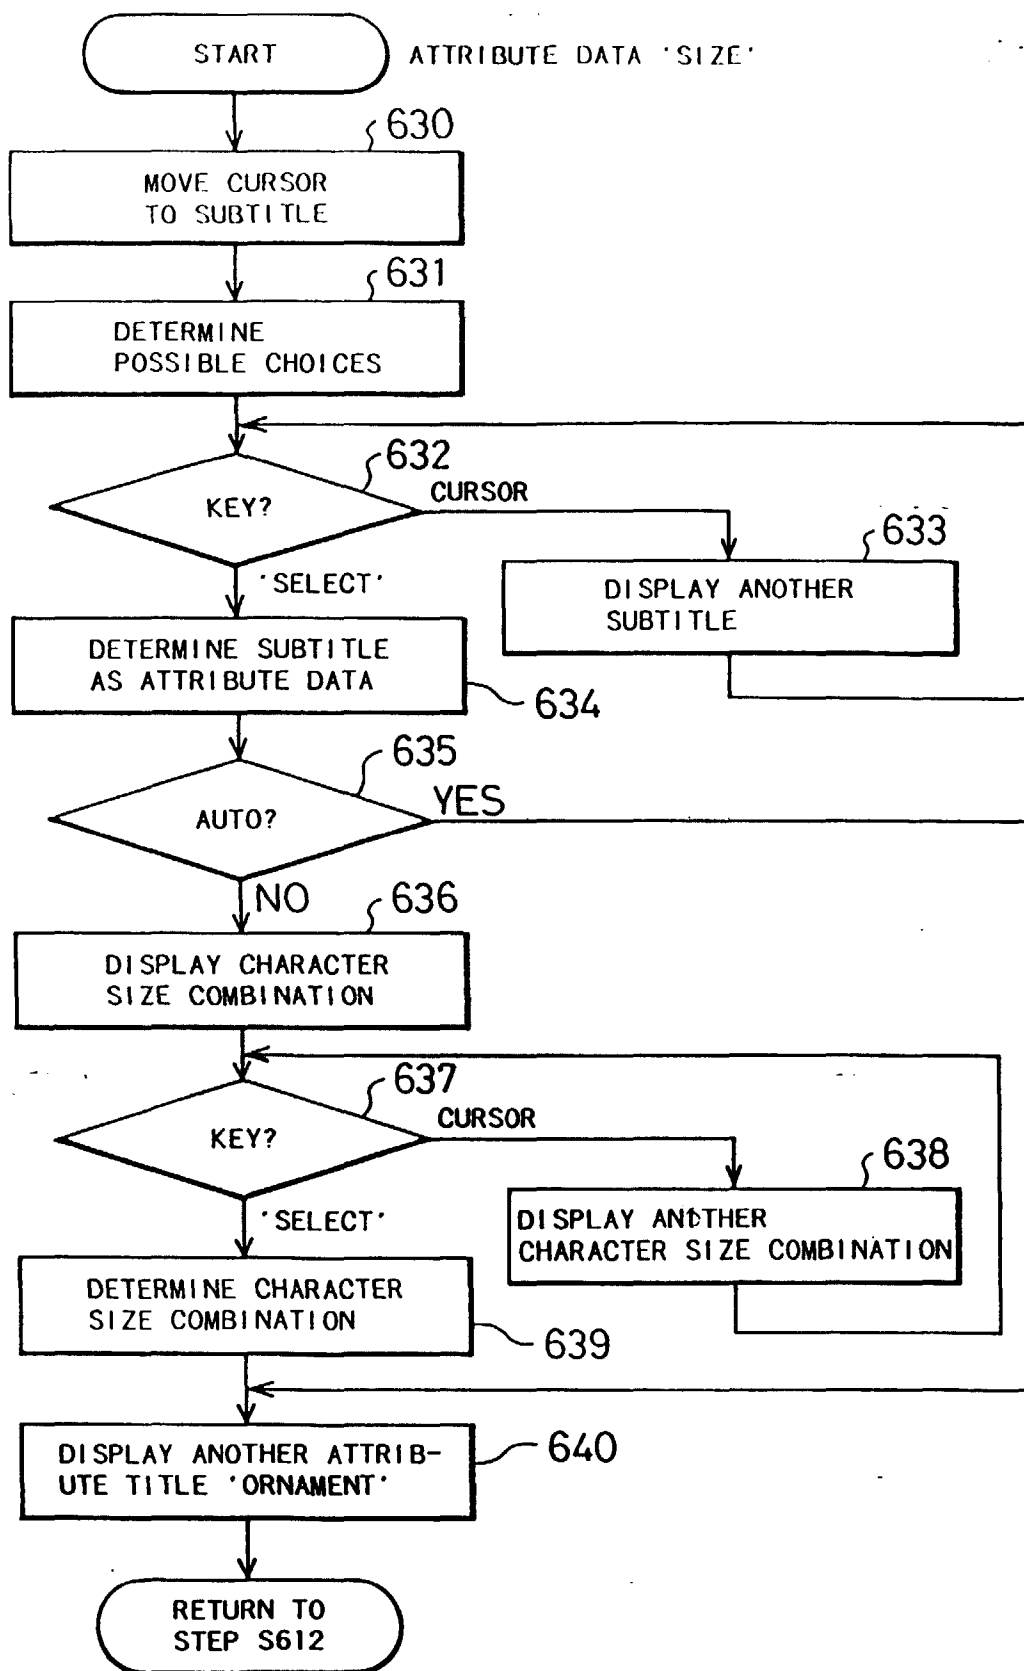 START
ATTRIBUTE DATA 'SIZE'
630
MOVE CURSOR
TO SUBTITLE
631
DETERMINE
POSSIBLE CHOICES
632
KEY?
CURSOR
633
DISPLAY ANOTHER
SUBTITLE
'SELECT'
DETERMINE SUBTITLE
AS ATTRIBUTE DATA
634
635
AUTO?
YES
NO
636
DISPLAY CHARACTER
SIZE COMBINATION
637
KEY?
CURSOR
638
DISPLAY ANOTHER
CHARACTER SIZE COMBINATION
'SELECT'
DETERMINE CHARACTER
SIZE COMBINATION
639
DISPLAY ANOTHER ATTRIB-
UTE TITLE 'ORNAMENT'
640
RETURN TO
STEP S612